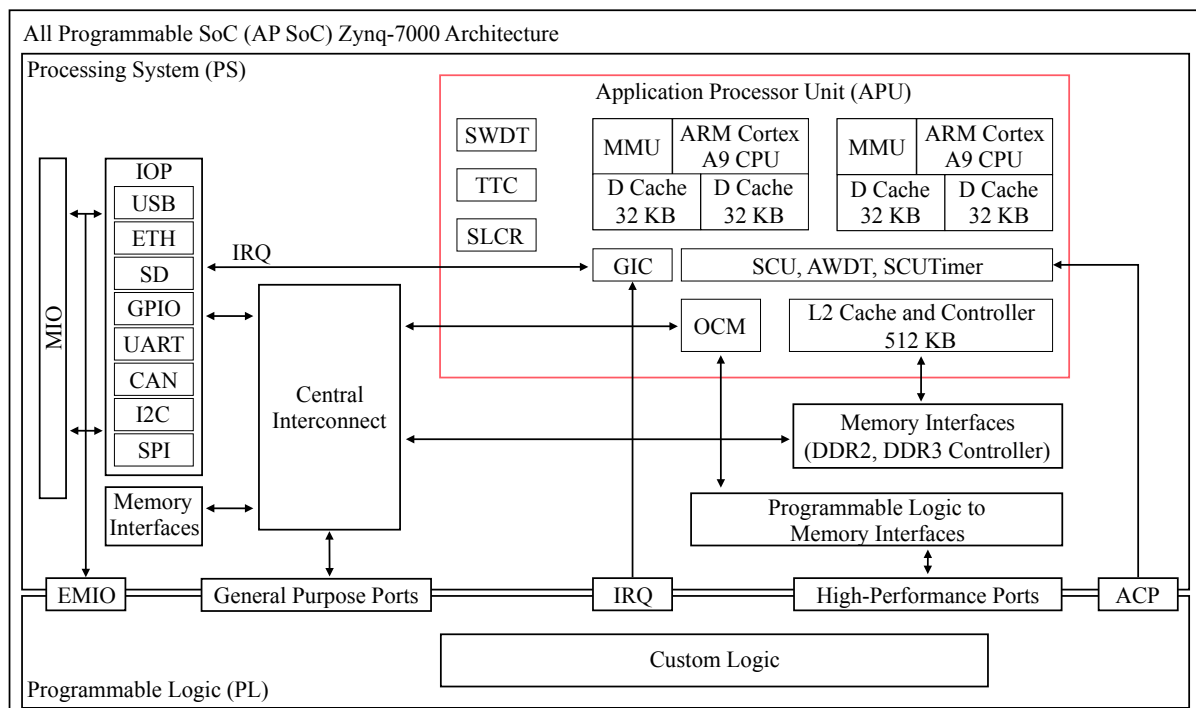 All Programmable SoC (AP SoC) Zynq-7000 Architecture
Processing System (PS)
Application Processor Unit (APU)
SWDT
TTC
SLCR
MMU
ARM Cortex
A9 CPU
D Cache
32 KB
D Cache
32 KB
MMU
ARM Cortex
A9 CPU
D Cache
32 KB
D Cache
32 KB
MIO
IOP
USB
ETH
SD
GPIO
UART
CAN
I2C
SPI
IRQ
GIC
SCU, AWDT, SCUTimer
OCM
L2 Cache and Controller
512 KB
Central
Interconnect
Memory Interfaces
(DDR2, DDR3 Controller)
Memory
Interfaces
Programmable Logic to
Memory Interfaces
EMIO
General Purpose Ports
IRQ
High-Performance Ports
ACP
Custom Logic
Programmable Logic (PL)